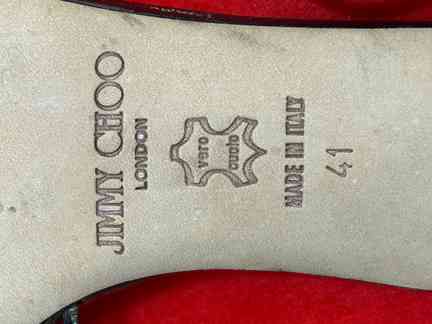 JIMMY CHOO
LONDON
vero
cuoio
MADE IN ITALY
41